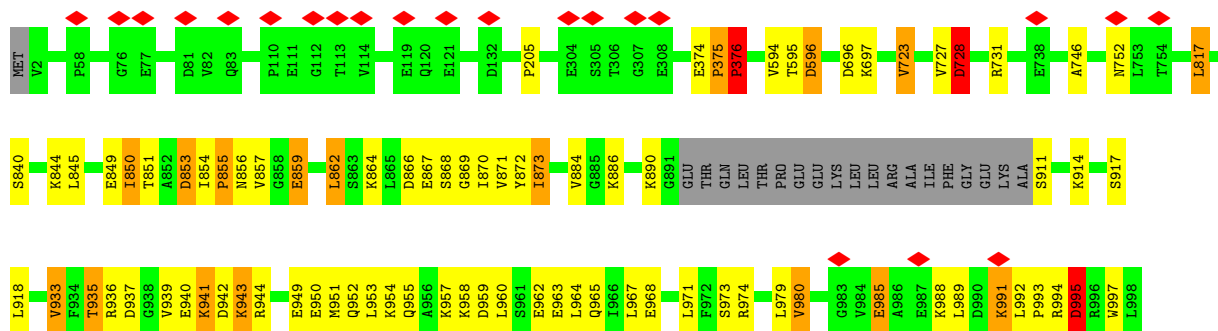 MET V2 P58 G76 E77 D81 V82 Q83 P110 E111 G112 T113 V114 E119 Q120 E121 D132 P205 E304 S305 T306 G307 E308 E374 P375 P376 V594 T595 D596 D696 K697 V723 V727 D728 R731 E738 A746 N752 L753 T754 L817
S840 K844 L845 E849 I850 T851 A852 D853 I854 P855 N856 V857 G858 E859 L862 S863 K864 L865 D866 E867 S868 G869 I870 V871 Y872 I873 V884 G885 K886 K890 G891 GLU THR GLN LEU LEU THR PRO GLU GLU LYS LEU LEU ARG ALA ILE PHE GLY GLU LYS ALA S911 K914 S917
L918 V933 F934 T935 R936 D937 G938 V939 E940 K941 D942 K943 R944 E949 E950 M951 Q952 L953 K954 Q955 A956 K957 K958 D959 L960 S961 E962 E963 L964 Q965 I966 L967 E968 L971 F972 S973 R974 L979 V980 G983 V984 E985 A986 E987 K988 L989 D990 K991 L992 P993 R994 D995 R996 W997 L998